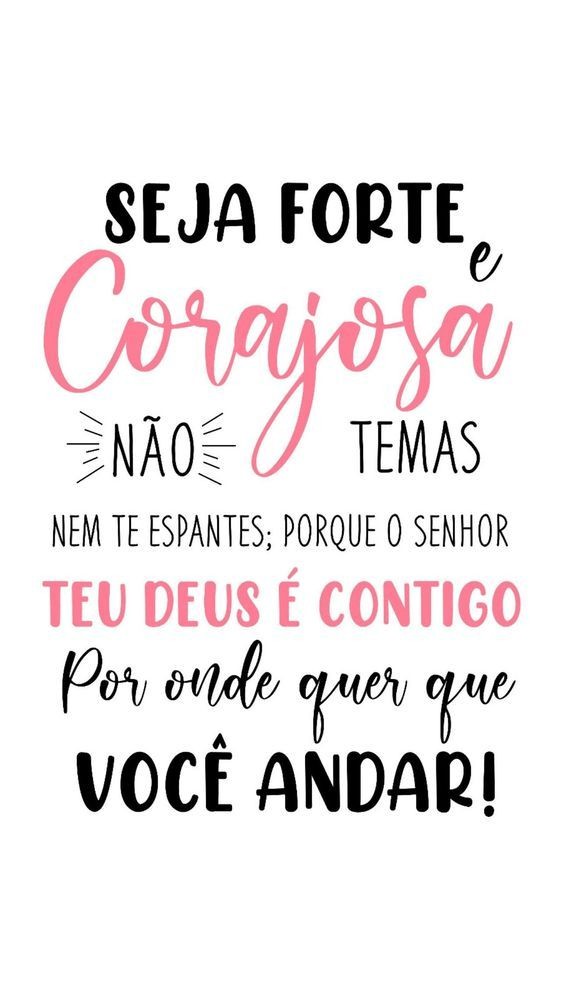 SEJA FORTE e
Corajosa
NÃO TEMAS
NEM TE ESPANTES; PORQUE O SENHOR
TEU DEUS É CONTIGO
Por onde quer que
VOCÊ ANDAR!